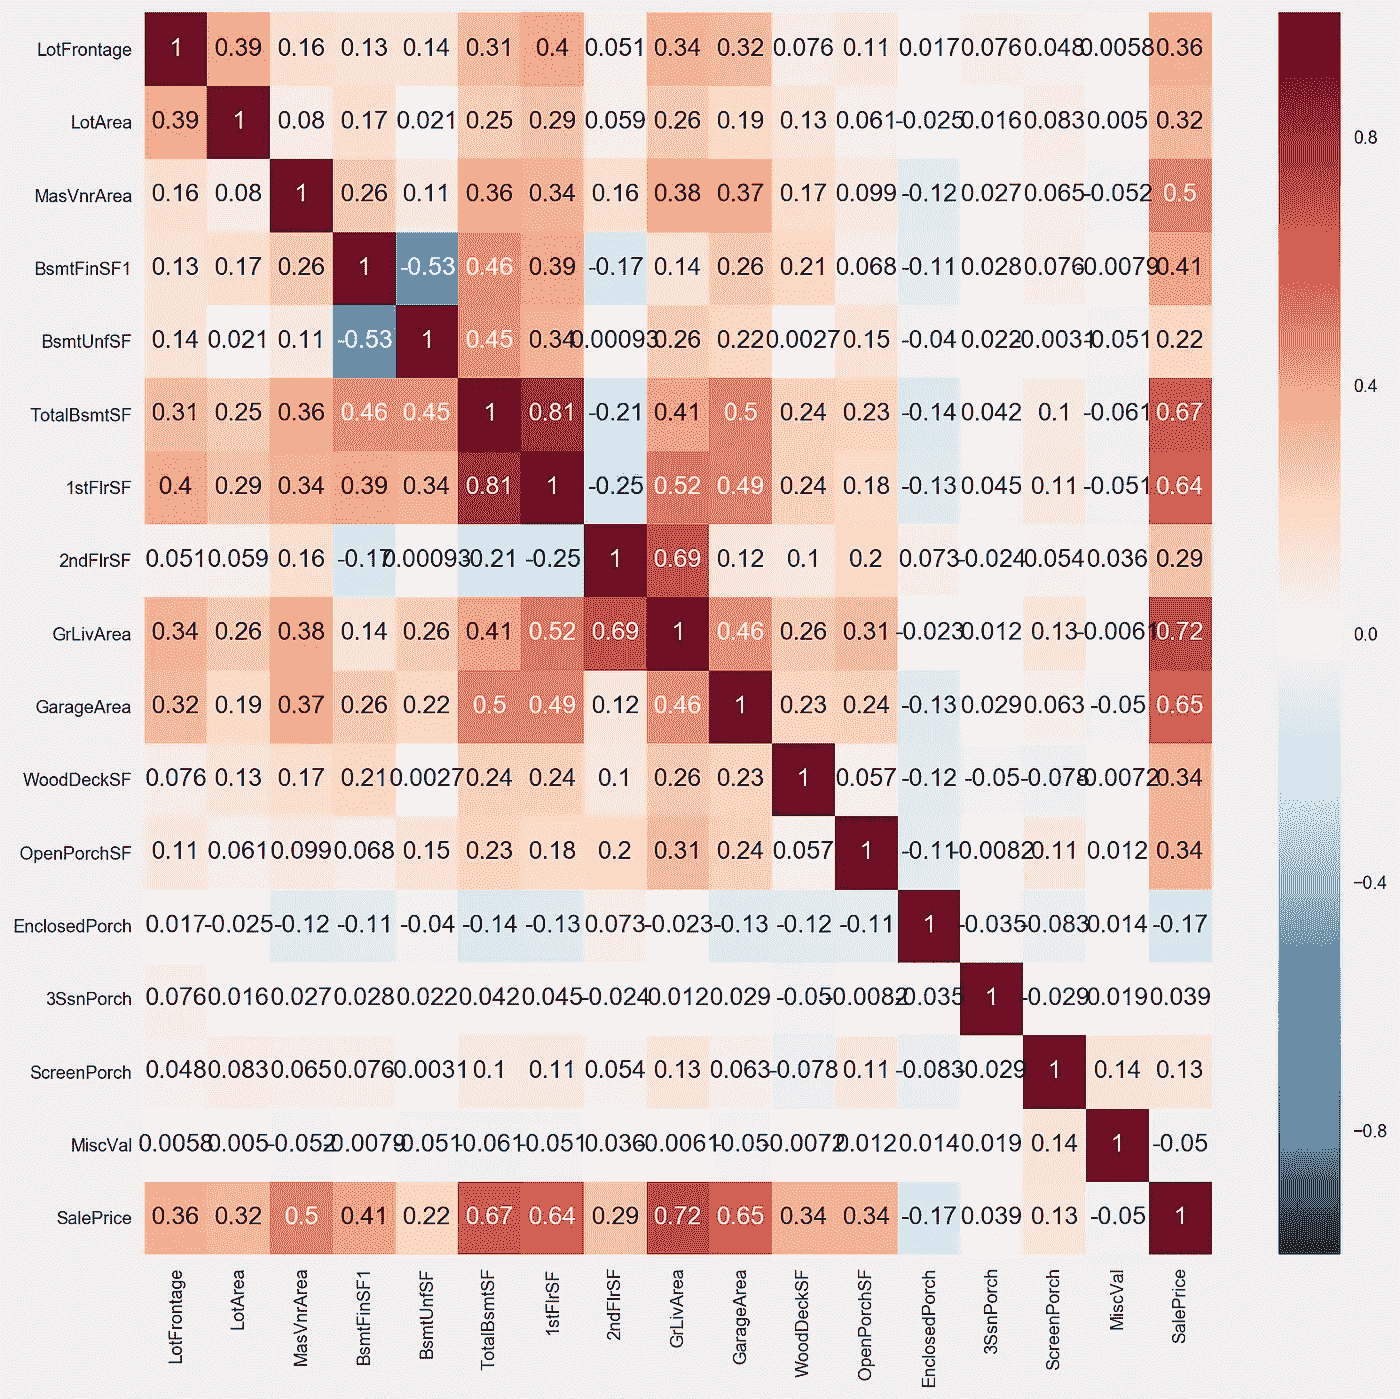 LotFrontage 1 0.39 0.16 0.13 0.14 0.31 0.4 0.051 0.34 0.32 0.076 0.11 0.017 0.076 0.048 0.0058 0.36
LotArea 0.39 1 0.08 0.17 0.021 0.25 0.29 0.059 0.26 0.19 0.13 0.061 -0.025 0.016 0.083 0.005 0.32
0.8
MasVnrArea 0.16 0.08 1 0.26 0.11 0.36 0.34 0.16 0.38 0.37 0.17 0.099 -0.12 0.027 0.065 -0.052 0.5
BsmtFinSF1 0.13 0.17 0.26 1 -0.53 0.46 0.39 -0.17 0.14 0.26 0.21 0.068 -0.11 0.028 0.076 -0.0079 0.41
BsmtUnfSF 0.14 0.021 0.11 -0.53 1 0.45 0.34 0.00093 0.26 0.22 0.0027 0.15 -0.04 0.022 -0.0031 -0.051 0.22
0.4
TotalBsmtSF 0.31 0.25 0.36 0.46 0.45 1 0.81 -0.21 0.41 0.5 0.24 0.23 -0.14 0.042 0.1 -0.061 0.67
1stFlrSF 0.4 0.29 0.34 0.39 0.34 0.81 1 -0.25 0.52 0.49 0.24 0.18 -0.13 0.045 0.11 -0.051 0.64
2ndFlrSF 0.051 0.059 0.16 -0.17 0.00093 -0.21 -0.25 1 0.69 0.12 0.1 0.2 0.073 -0.024 0.054 0.036 0.29
GrLivArea 0.34 0.26 0.38 0.14 0.26 0.41 0.52 0.69 1 0.46 0.26 0.31 -0.023 0.012 0.13 -0.0061 0.72
0.0
GarageArea 0.32 0.19 0.37 0.26 0.22 0.5 0.49 0.12 0.46 1 0.23 0.24 -0.13 0.029 0.063 -0.05 0.65
WoodDeckSF 0.076 0.13 0.17 0.21 0.0027 0.24 0.24 0.1 0.26 0.23 1 0.057 -0.12 -0.05 -0.078 -0.0072 0.34
OpenPorchSF 0.11 0.061 0.099 0.068 0.15 0.23 0.18 0.2 0.31 0.24 0.057 1 -0.11 -0.0082 0.11 0.012 0.34
−0.4
EnclosedPorch 0.017 -0.025 -0.12 -0.11 -0.04 -0.14 -0.13 0.073 -0.023 -0.13 -0.12 -0.11 1 -0.035 -0.083 0.014 -0.17
3SsnPorch 0.076 0.016 0.027 0.028 0.022 0.042 0.045 -0.024 0.012 0.029 -0.05 -0.0082 -0.035 1 -0.029 0.019 0.039
ScreenPorch 0.048 0.083 0.065 0.076 -0.0031 0.1 0.11 0.054 0.13 0.063 -0.078 0.11 -0.083 -0.029 1 0.14 0.13
−0.8
MiscVal 0.0058 0.005 -0.052 -0.0079 -0.051 -0.061 -0.051 0.036 -0.0061 -0.05 -0.0072 0.012 0.014 0.019 0.14 1 -0.05
SalePrice 0.36 0.32 0.5 0.41 0.22 0.67 0.64 0.29 0.72 0.65 0.34 0.34 -0.17 0.039 0.13 -0.05 1
LotFrontage
LotArea
MasVnrArea
BsmtFinSF1
BsmtUnfSF
TotalBsmtSF
1stFlrSF
2ndFlrSF
GrLivArea
GarageArea
WoodDeckSF
OpenPorchSF
EnclosedPorch
3SsnPorch
ScreenPorch
MiscVal
SalePrice